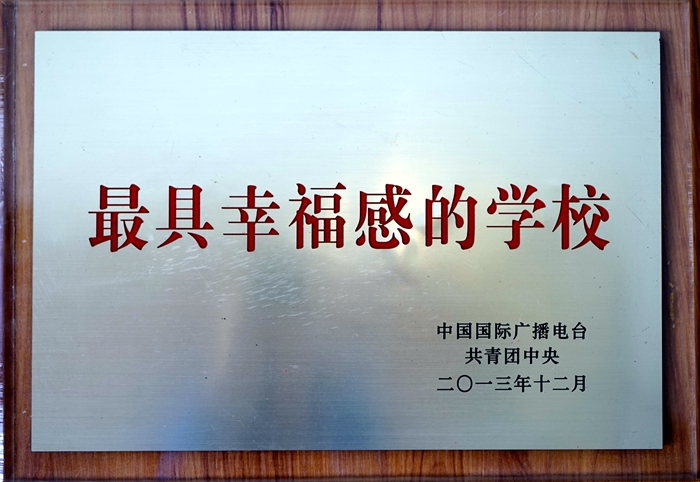 最具幸福感的学校
中国国际广播电台
共青团中央
二〇一三年十二月